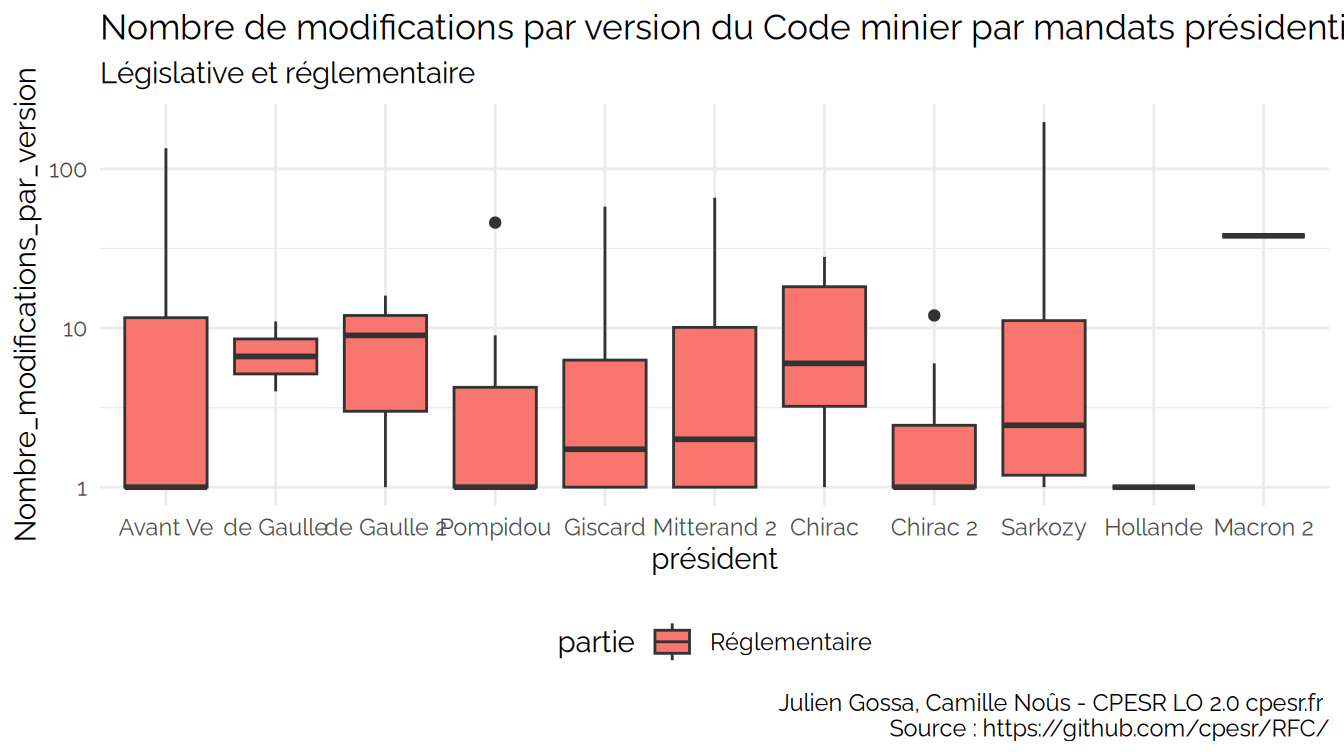 Nombre de modifications par version du Code minier par mandats présidenti
Législative et réglementaire
Nombre_modifications_par_version
100
10
1
Avant Ve de Gaulle de Gaulle 2 Pompidou Giscard Mitterand 2 Chirac Chirac 2 Sarkozy Hollande Macron 2
président
partie Réglementaire
Julien Gossa, Camille Noûs - CPESR LO 2.0 cpesr.fr
Source : https://github.com/cpesr/RFC/